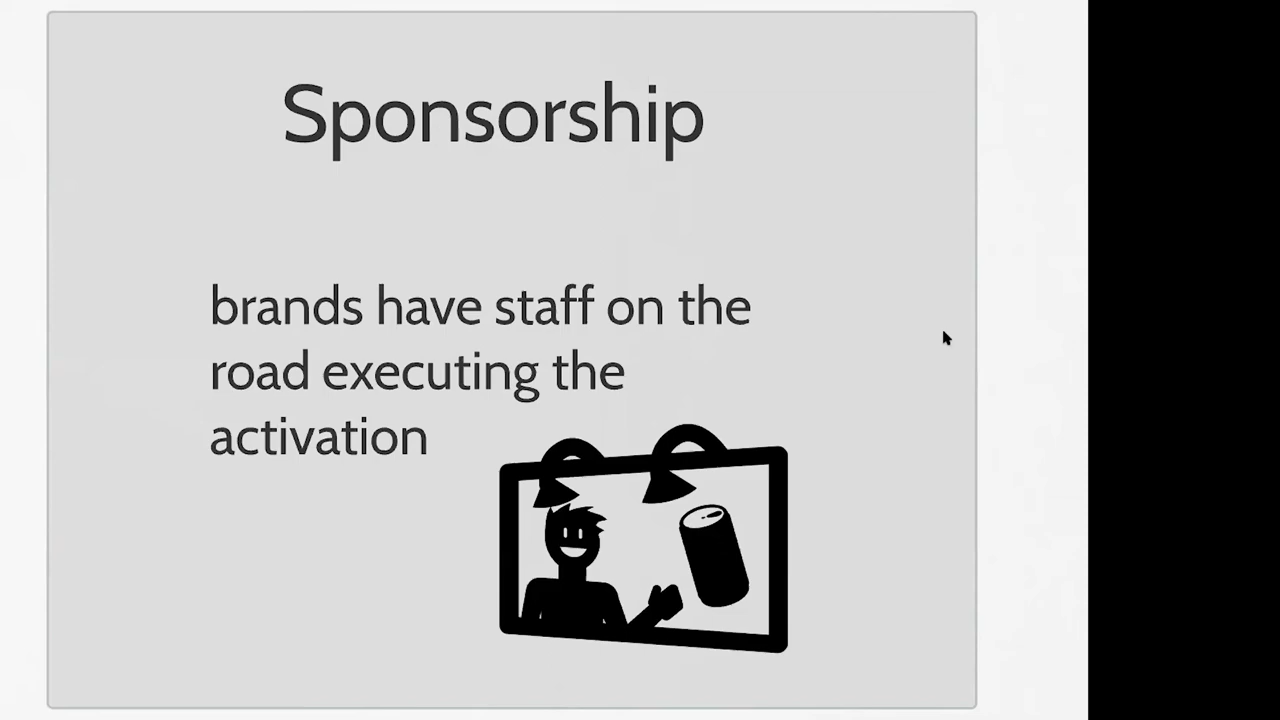 Sponsorship
brands have staff on the
road executing the
activation